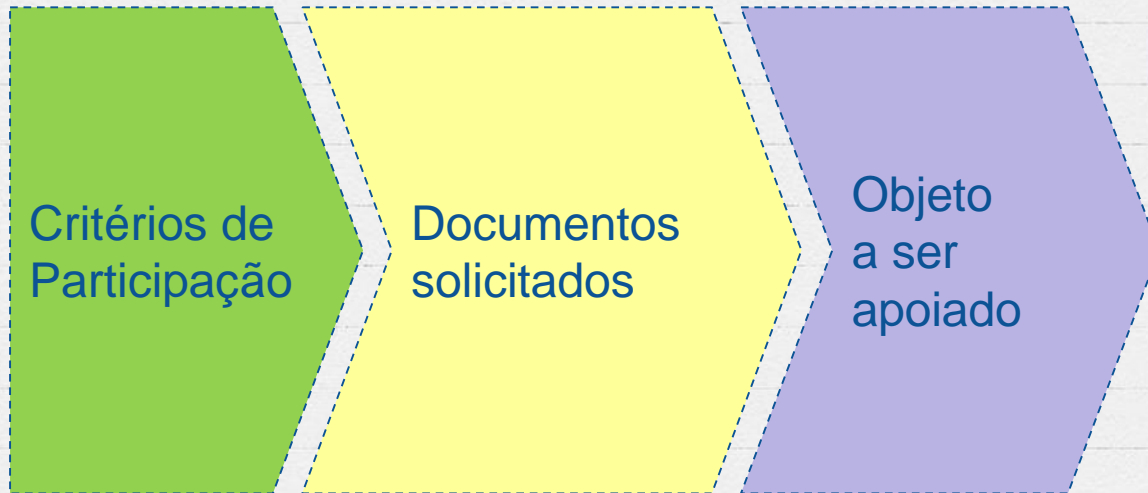 Critérios de
Participação
Documentos
solicitados
Objeto
a ser
apoiado